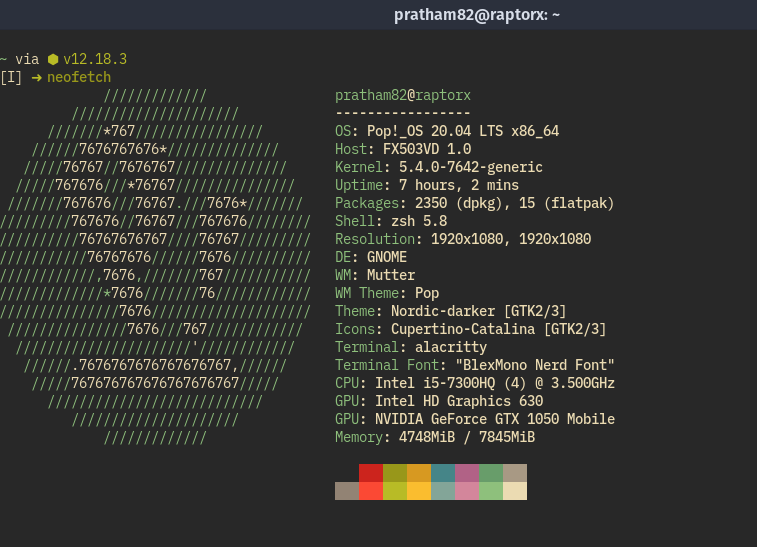 pratham82@raptorx: ~
~ via ⬢ v12.18.3
[I] ➜ neofetch
             /////////////
         /////////////////////
      ///////*767////////////////
    //////7676767676*//////////////
   /////76767//7676767//////////////
  /////767676///*76767///////////////
 ///////767676///76767.///7676*///////
/////////767676//76767///767676////////
//////////76767676767////76767/////////
///////////76767676//////7676//////////
////////////,7676,///////767///////////
/////////////*7676///////76////////////
///////////////7676////////////////////
 ///////////////7676///767////////////
  //////////////////////'////////////
   //////.7676767676767676767,//////
    /////767676767676767676767/////
      ///////////////////////////
         /////////////////////
             /////////////
pratham82@raptorx
-----------------
OS: Pop!_OS 20.04 LTS x86_64
Host: FX503VD 1.0
Kernel: 5.4.0-7642-generic
Uptime: 7 hours, 2 mins
Packages: 2350 (dpkg), 15 (flatpak)
Shell: zsh 5.8
Resolution: 1920x1080, 1920x1080
DE: GNOME
WM: Mutter
WM Theme: Pop
Theme: Nordic-darker [GTK2/3]
Icons: Cupertino-Catalina [GTK2/3]
Terminal: alacritty
Terminal Font: "BlexMono Nerd Font"
CPU: Intel i5-7300HQ (4) @ 3.500GHz
GPU: Intel HD Graphics 630
GPU: NVIDIA GeForce GTX 1050 Mobile
Memory: 4748MiB / 7845MiB